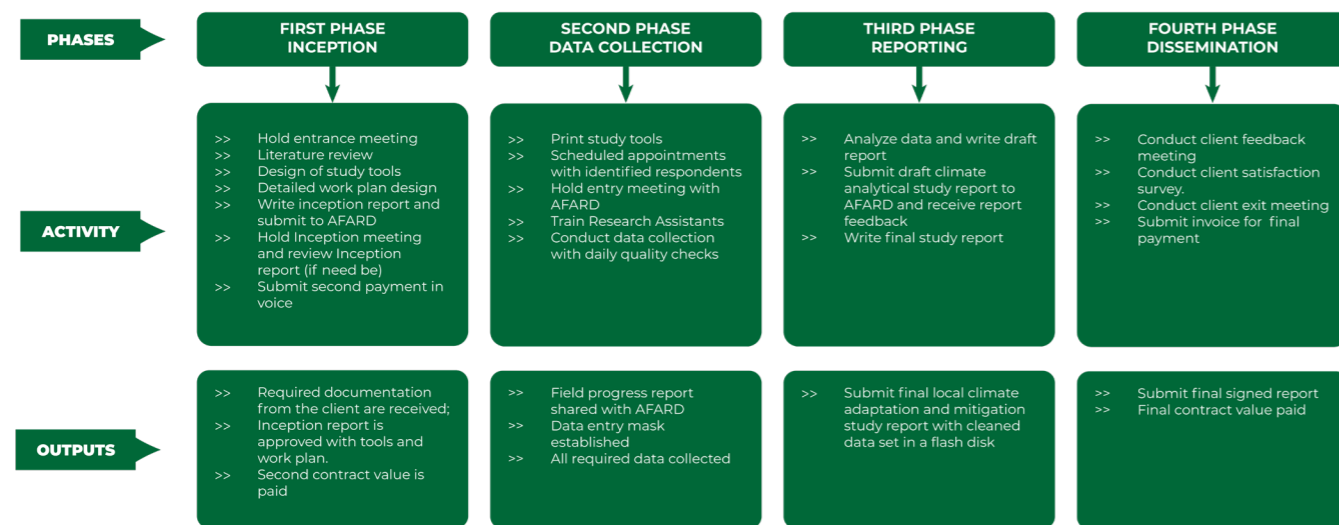 PHASES
FIRST PHASE
INCEPTION
SECOND PHASE
DATA COLLECTION
THIRD PHASE
REPORTING
FOURTH PHASE
DISSEMINATION
ACTIVITY
>> Hold entrance meeting
>> Literature review
>> Design of study tools
>> Detailed work plan design
>> Write inception report and
submit to AFARD
>> Hold Inception meeting
and review Inception
report (if need be)
>> Submit second payment in
voice
>> Print study tools
>> Scheduled appointments
with identified respondents
>> Hold entry meeting with
AFARD
>> Train Research Assistants
>> Conduct data collection
with daily quality checks
>> Analyze data and write draft
report
>> Submit draft climate
analytical study report to
AFARD and receive report
feedback
>> Write final study report
>> Conduct client feedback
meeting
>> Conduct client satisfaction
survey.
>> Conduct client exit meeting
>> Submit invoice for final
payment
OUTPUTS
>> Required documentation
from the client are received;
>> Inception report is
approved with tools and
work plan.
>> Second contract value is
paid
>> Field progress report
shared with AFARD
>> Data entry mask
established
>> All required data collected
>> Submit final local climate
adaptation and mitigation
study report with cleaned
data set in a flash disk
>> Submit final signed report
>> Final contract value paid